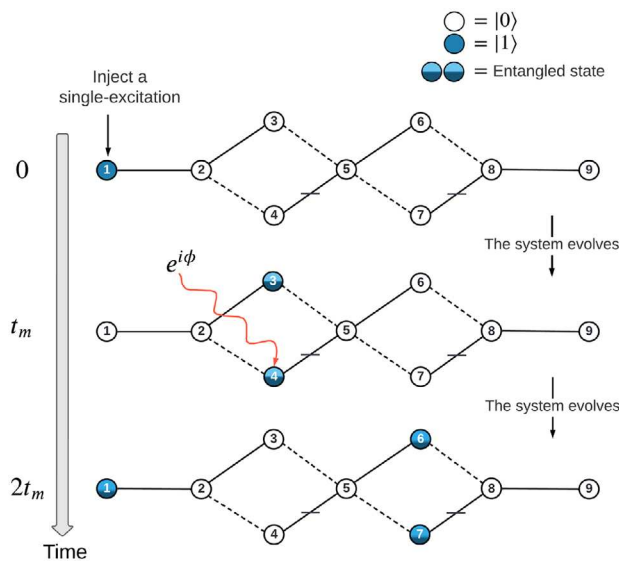 = |0⟩
= |1⟩
= Entangled state
Inject a
single-excitation
0
1 2 3 4 5 6 7 8 9
The system evolves
e^{iϕ}
t_m
1 2 3 4 5 6 7 8 9
The system evolves
2t_m
1 2 3 4 5 6 7 8 9
Time